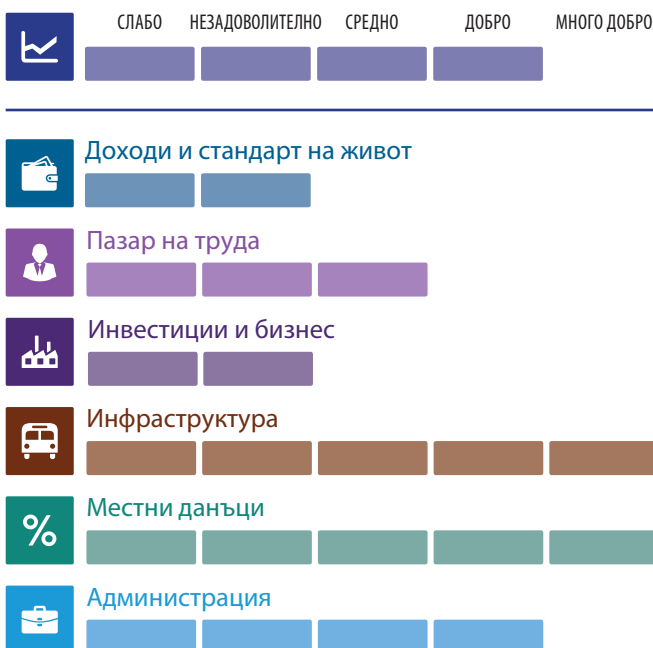 СЛАБО НЕЗАДОВОЛИТЕЛНО СРЕДНО ДОБРО МНОГО ДОБРО
Доходи и стандарт на живот
Пазар на труда
Инвестиции и бизнес
Инфраструктура
%
Местни данъци
Администрация